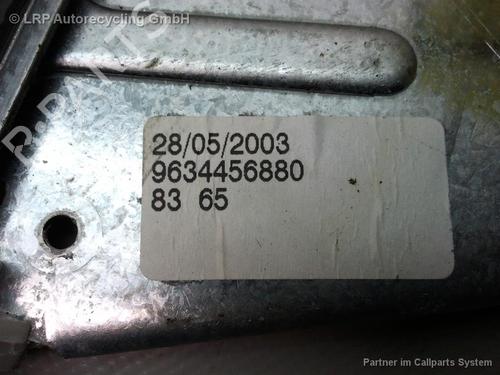 LRP Autorecycling GmbH
28/05/2003
9634456880
83 65
Partner im Callparts System